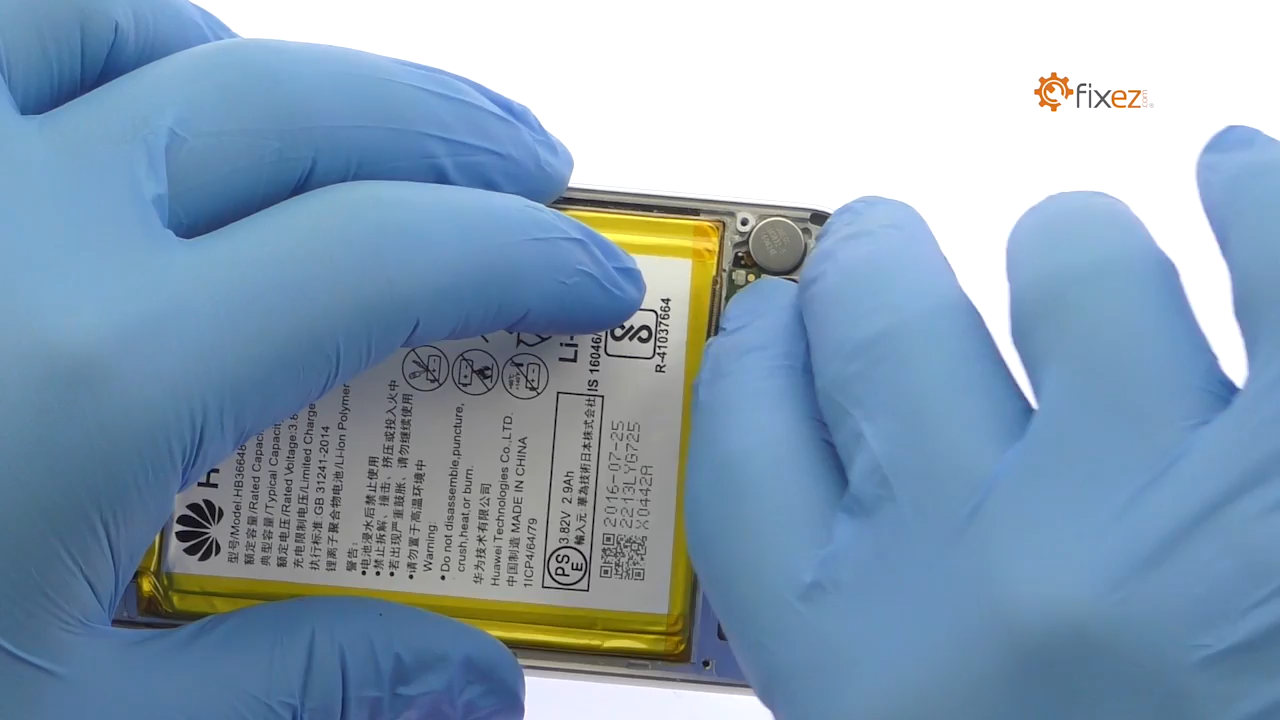 fixez.com
型号/Model:HB3664
额定容量/Rated Capac
典型容量/Typical Capacit
额定电压/Rated Voltage:3.8
充电限制电压/Limited Charge
执行标准:GB 31241-2014
锂离子聚合物电池/Li-ion Polymer
警告:
•电池浸水后禁止使用
•禁止拆解、撞击、挤压或投入火中
•若出现严重鼓胀、请勿继续使用
•请勿置于高温环境中
Warning:
•Do not disassemble,puncture,
crush,heat,or burn.
华为技术有限公司
Huawei Technologies Co.,LTD.
中国制造 MADE IN CHINA
1ICP4/64/79
Li-
PSE
3.82V 2.9Ah
輸入元 華為技術日本株式会社
IS 16046/
R-41037664
2016-07-25
2213LYG725
X0442A